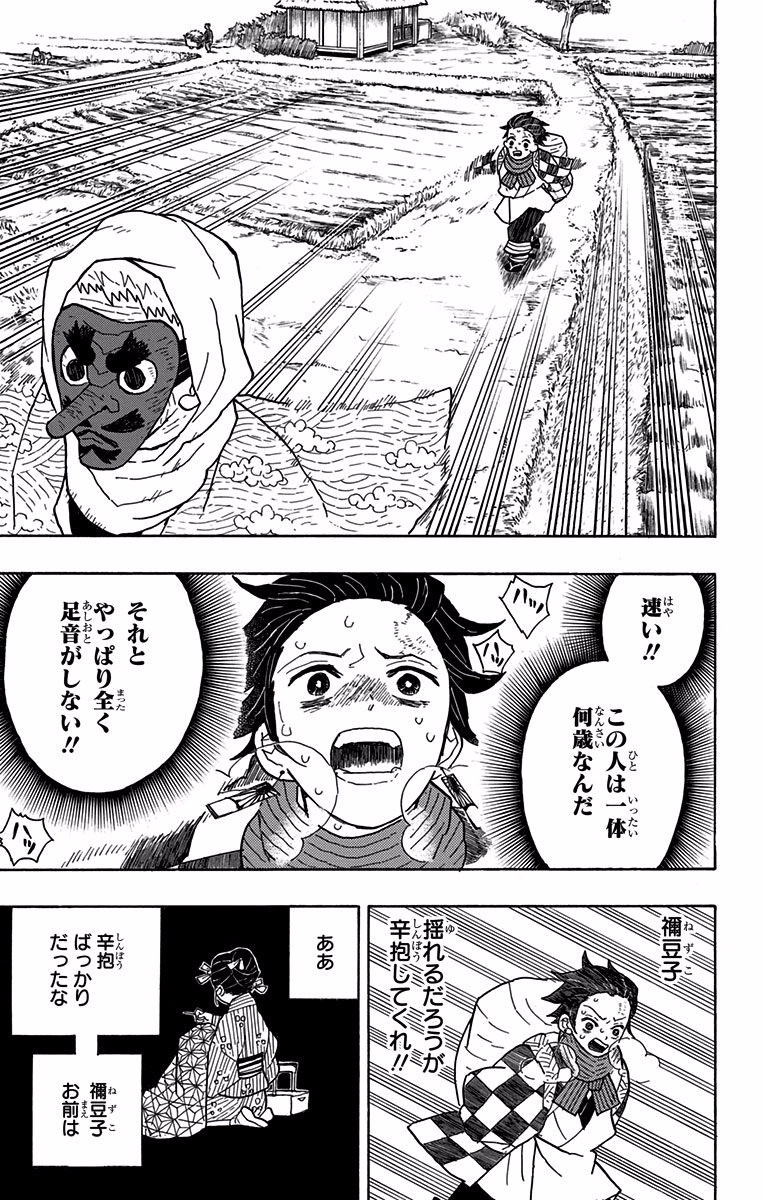 速い!!
この人は一体
何歳なんだ
ハッ
ハッ
それと
やっぱり全く
足音がしない!!
禰豆子
揺れるだろうが
辛抱してくれ!!
ああ
辛抱
ばっかり
だったな
禰豆子
お前は